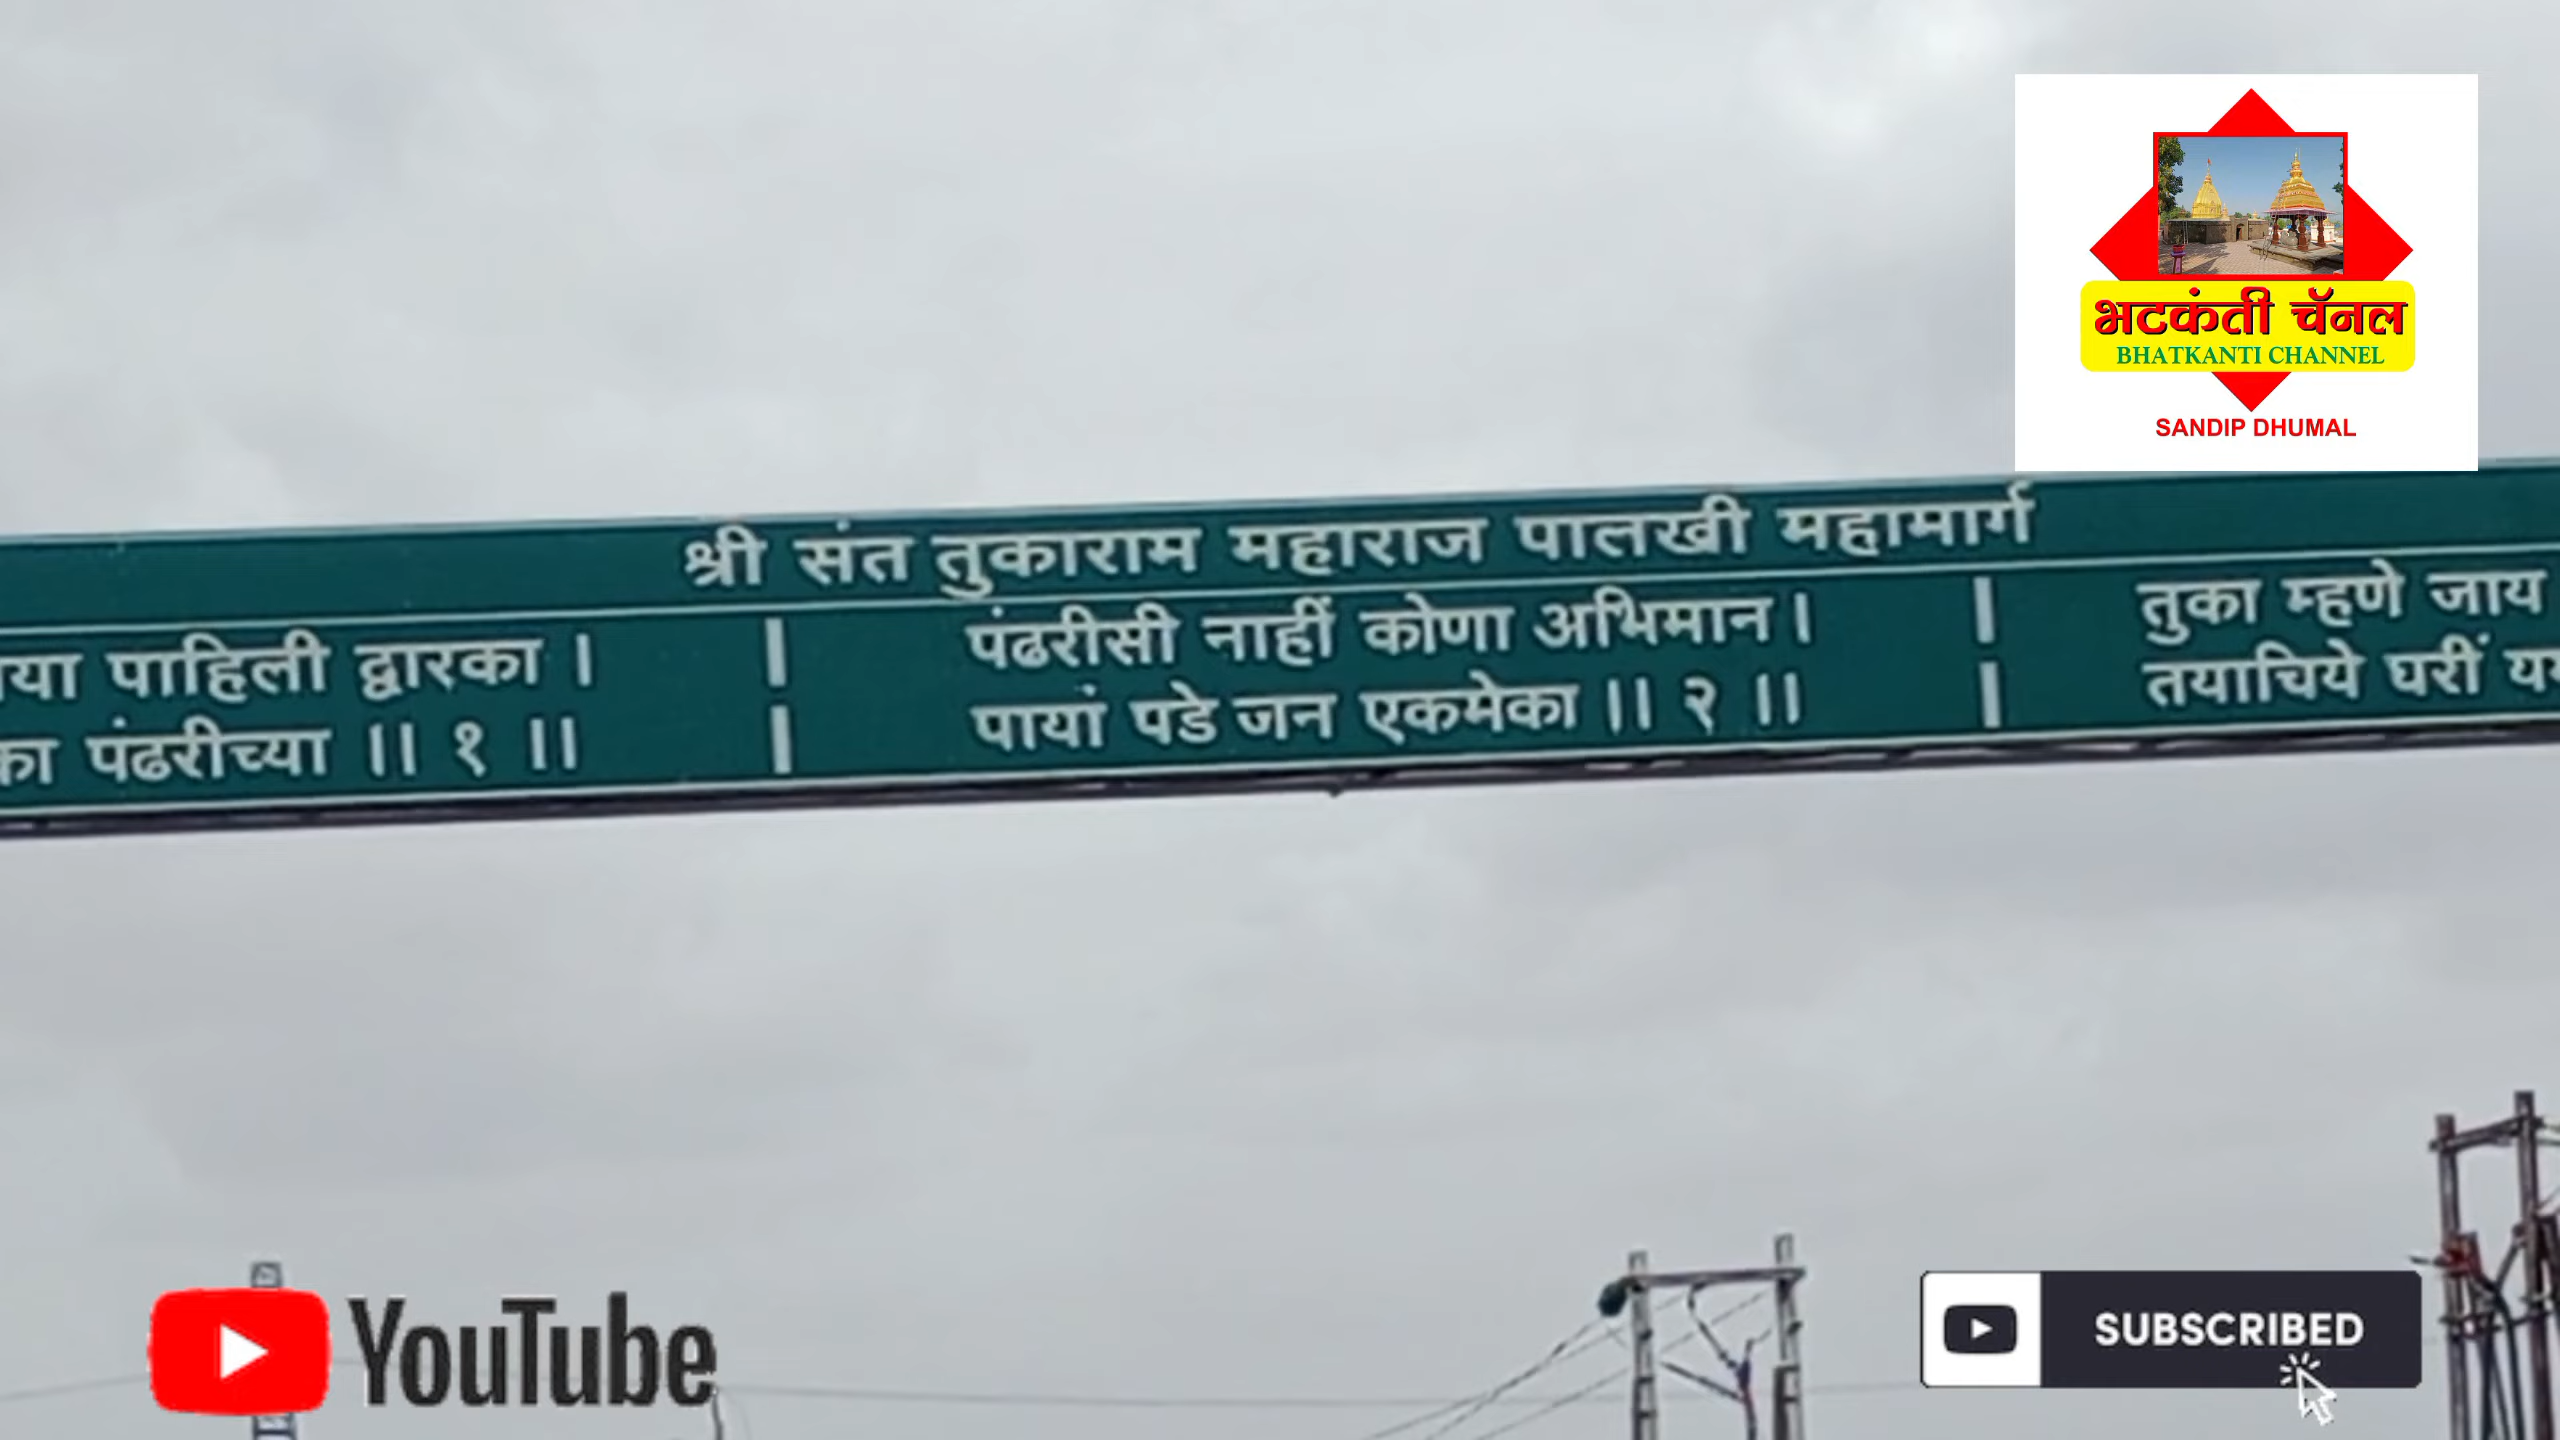 भटकंती चॅनल
BHATKANTI CHANNEL
SANDIP DHUMAL
श्री संत तुकाराम महाराज पालखी महामार्ग
पाहिली द्वारका ।
पंढरीच्या ॥ १ ॥
पंढरीसी नाहीं कोणा अभिमान ।
पायां पडे जन एकमेका ॥ २ ॥
तुका म्हणे जाय
तयाचिये घरीं
YouTube
SUBSCRIBED